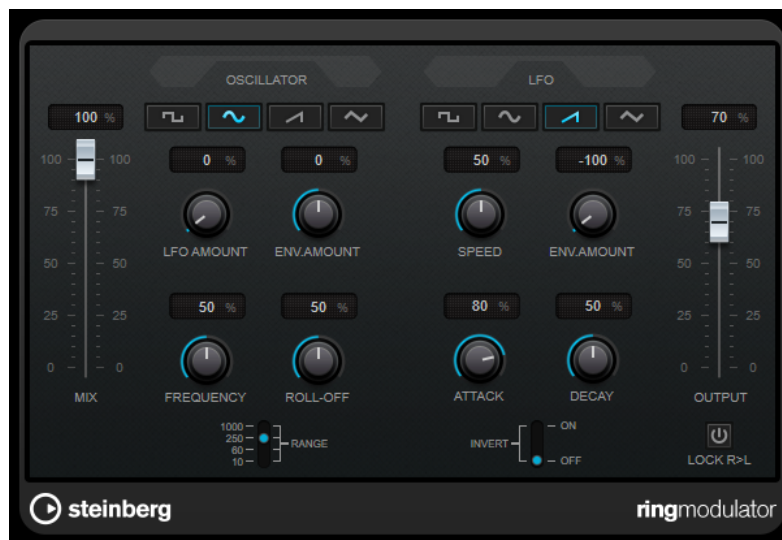 OSCILLATOR LFO
100 % 70 %
0 % 0 % 50 % -100 %
100 100 100 100
75 75 75 75
LFO AMOUNT ENV.AMOUNT SPEED ENV.AMOUNT
50 50 50 50
50 % 50 % 80 % 50 %
25 25 25 25
0 0 0 0
MIX FREQUENCY ROLL-OFF ATTACK DECAY OUTPUT
1000
250
60
10
RANGE
INVERT
ON
OFF
LOCK R>L
steinberg ringmodulator